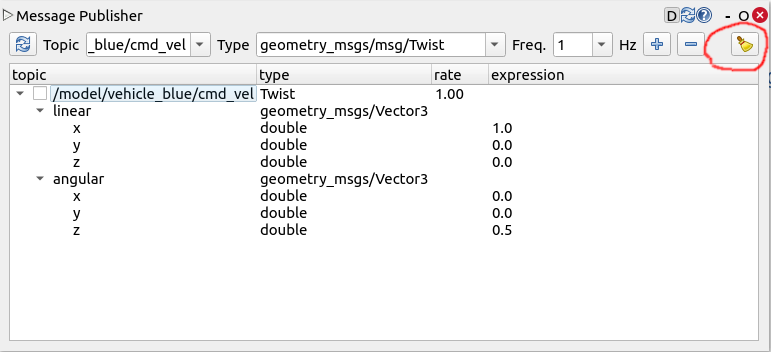 Message Publisher D - O
Topic _blue/cmd_vel Type geometry_msgs/msg/Twist Freq. 1 Hz
topic type rate expression
/model/vehicle_blue/cmd_vel Twist 1.00
linear geometry_msgs/Vector3
x double 1.0
y double 0.0
z double 0.0
angular geometry_msgs/Vector3
x double 0.0
y double 0.0
z double 0.5